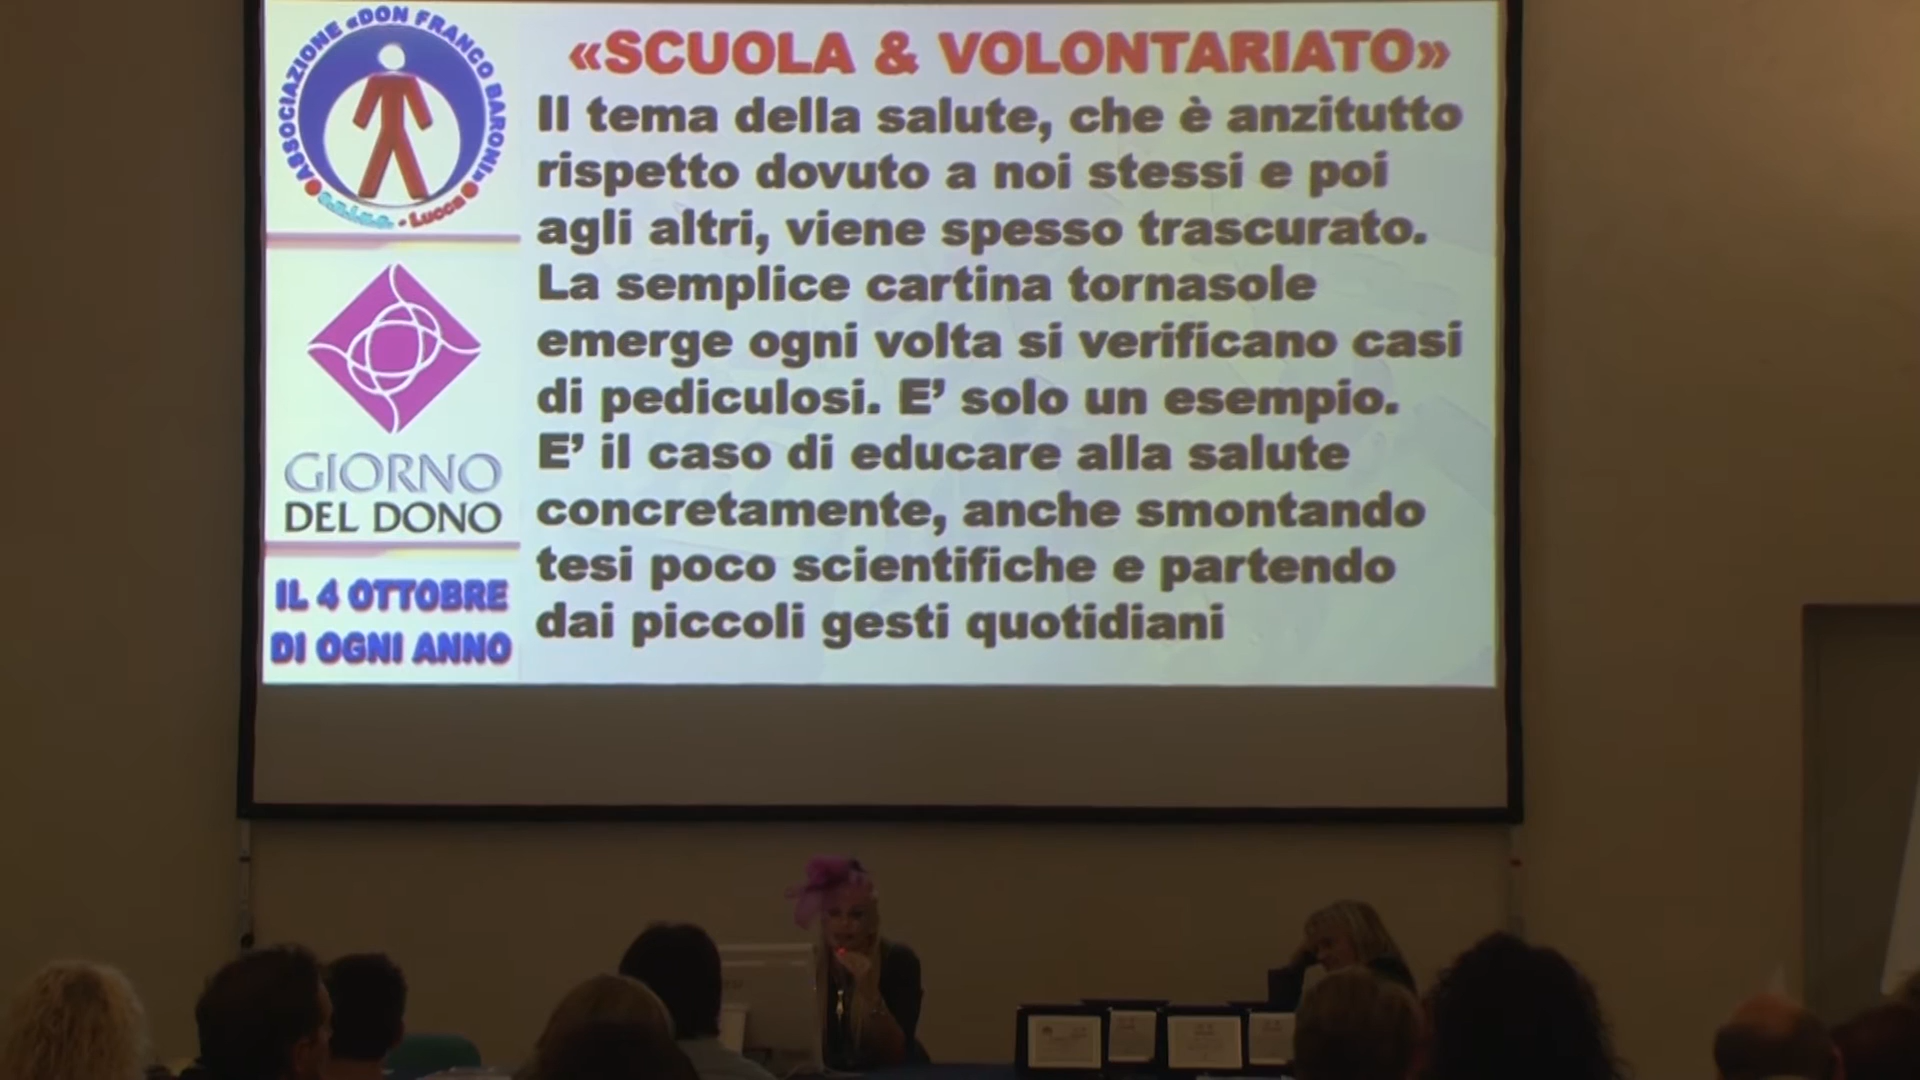 ASSOCIAZIONE «DON FRANCO BARONI»
o.n.l.u.s. - Lucca
GIORNO
DEL DONO
IL 4 OTTOBRE
DI OGNI ANNO
«SCUOLA & VOLONTARIATO»
Il tema della salute, che è anzitutto
rispetto dovuto a noi stessi e poi
agli altri, viene spesso trascurato.
La semplice cartina tornasole
emerge ogni volta si verificano casi
di pediculosi. E’ solo un esempio.
E’ il caso di educare alla salute
concretamente, anche smontando
tesi poco scientifiche e partendo
dai piccoli gesti quotidiani